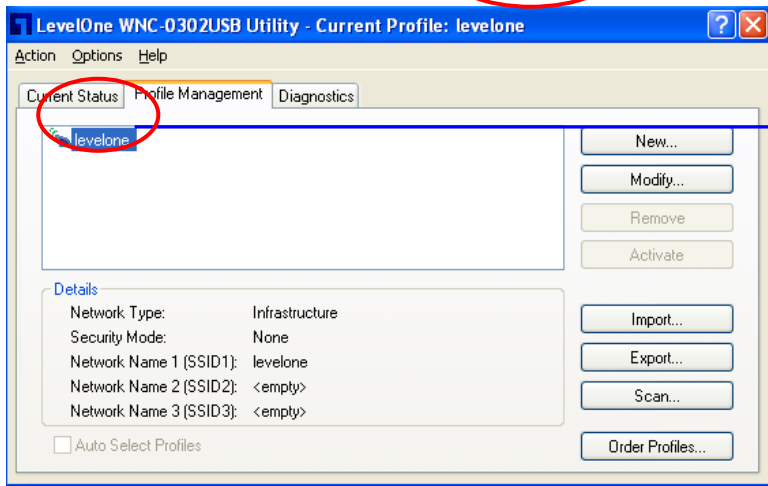 LevelOne WNC-0302USB Utility - Current Profile: levelone
Action Options Help
Current Status Profile Management Diagnostics
levelone
New...
Modify...
Remove
Activate
Details
Network Type: Infrastructure
Security Mode: None
Network Name 1 (SSID1): levelone
Network Name 2 (SSID2): <empty>
Network Name 3 (SSID3): <empty>
Import...
Export...
Scan...
Auto Select Profiles
Order Profiles...